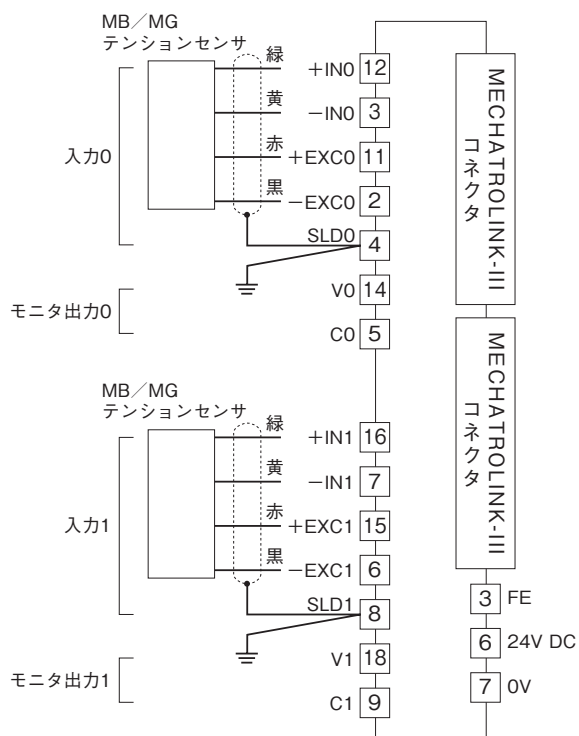 MB／MG
テンションセンサ
緑
+IN0 12
黄
−IN0 3
入力0
赤
+EXC0 11
黒
−EXC0 2
SLD0 4
V0 14
モニタ出力0
C0 5
MECHATROLINK-III
コネクタ
MB／MG
テンションセンサ
緑
+IN1 16
黄
−IN1 7
入力1
赤
+EXC1 15
黒
−EXC1 6
SLD1 8
V1 18
モニタ出力1
C1 9
MECHATROLINK-III
コネクタ
3 FE
6 24V DC
7 0V